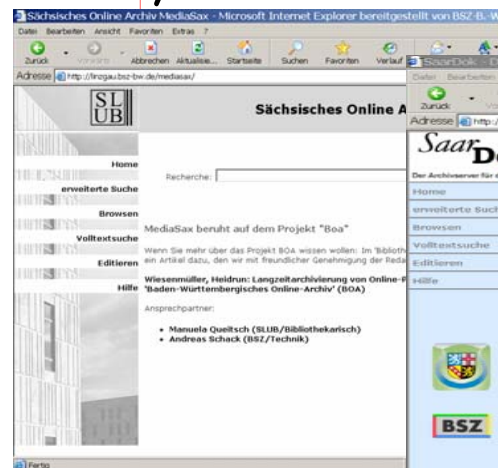 Sächsisches Online Archiv MediaSax - Microsoft Internet Explorer bereitgestellt von BSZ-B.-W
Datei Bearbeiten Ansicht Favoriten Extras ?
Zurück Vorwärts Abbrechen Aktualisie... Startseite Suchen Favoriten Verlauf
Adresse http://linzgau.bsz-bw.de/mediasax/
SL
UB
Sächsisches Online A
Home
erweiterte Suche
Browsen
Volltextsuche
Editieren
Hilfe
Recherche:
MediaSax beruht auf dem Projekt "Boa"
Wenn Sie mehr über das Projekt BOA wissen wollen: Im 'Biblioth
ein Artikel dazu, den wir mit freundlicher Genehmigung der Reda
Wiesenmüller, Heidrun: Langzeitarchivierung von Online-P
'Baden-Württembergisches Online-Archiv' (BOA)
Ansprechpartner:
• Manuela Queitsch (SLUB/Bibliothekarisch)
• Andreas Schack (BSZ/Technik)
Fertig
SaarDok - D
Datei Bearbeiten
Zurück
Adresse http:/
SaarDo
Der Archivserver für
Home
erweiterte Such
Browsen
Volltextsuche
Editieren
Hilfe
BSZ